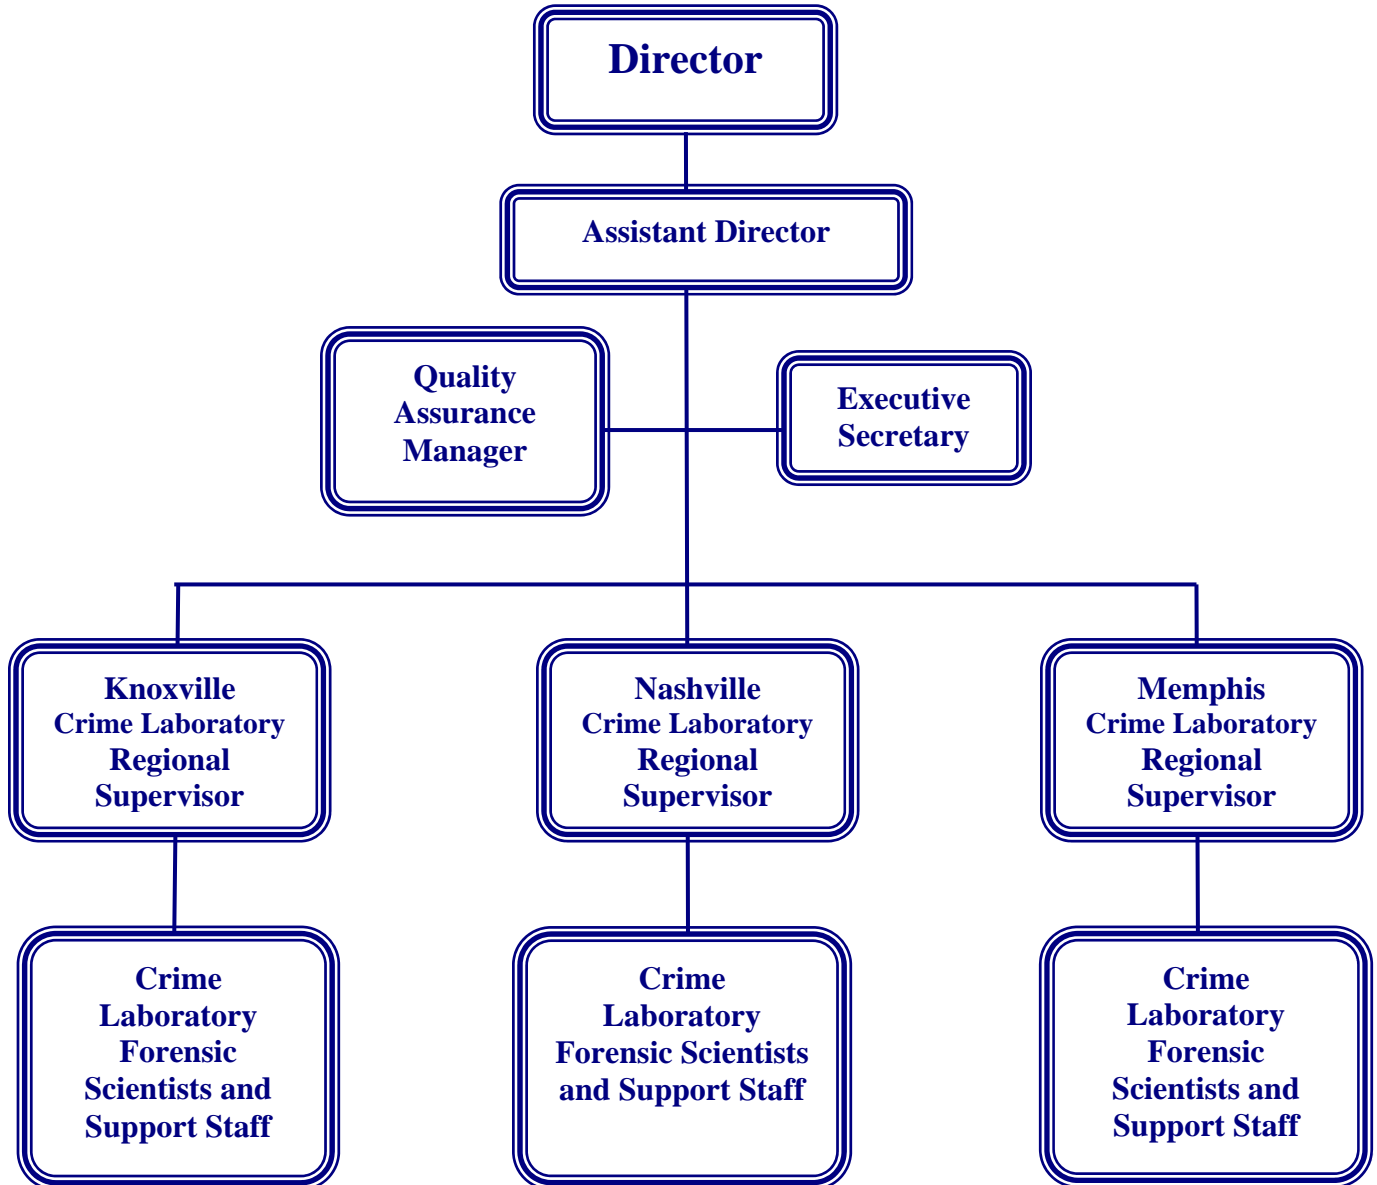 Director
Assistant Director
Quality
Assurance
Manager
Executive
Secretary
Knoxville
Crime Laboratory
Regional
Supervisor
Nashville
Crime Laboratory
Regional
Supervisor
Memphis
Crime Laboratory
Regional
Supervisor
Crime
Laboratory
Forensic
Scientists and
Support Staff
Crime
Laboratory
Forensic Scientists
and Support Staff
Crime
Laboratory
Forensic
Scientists and
Support Staff